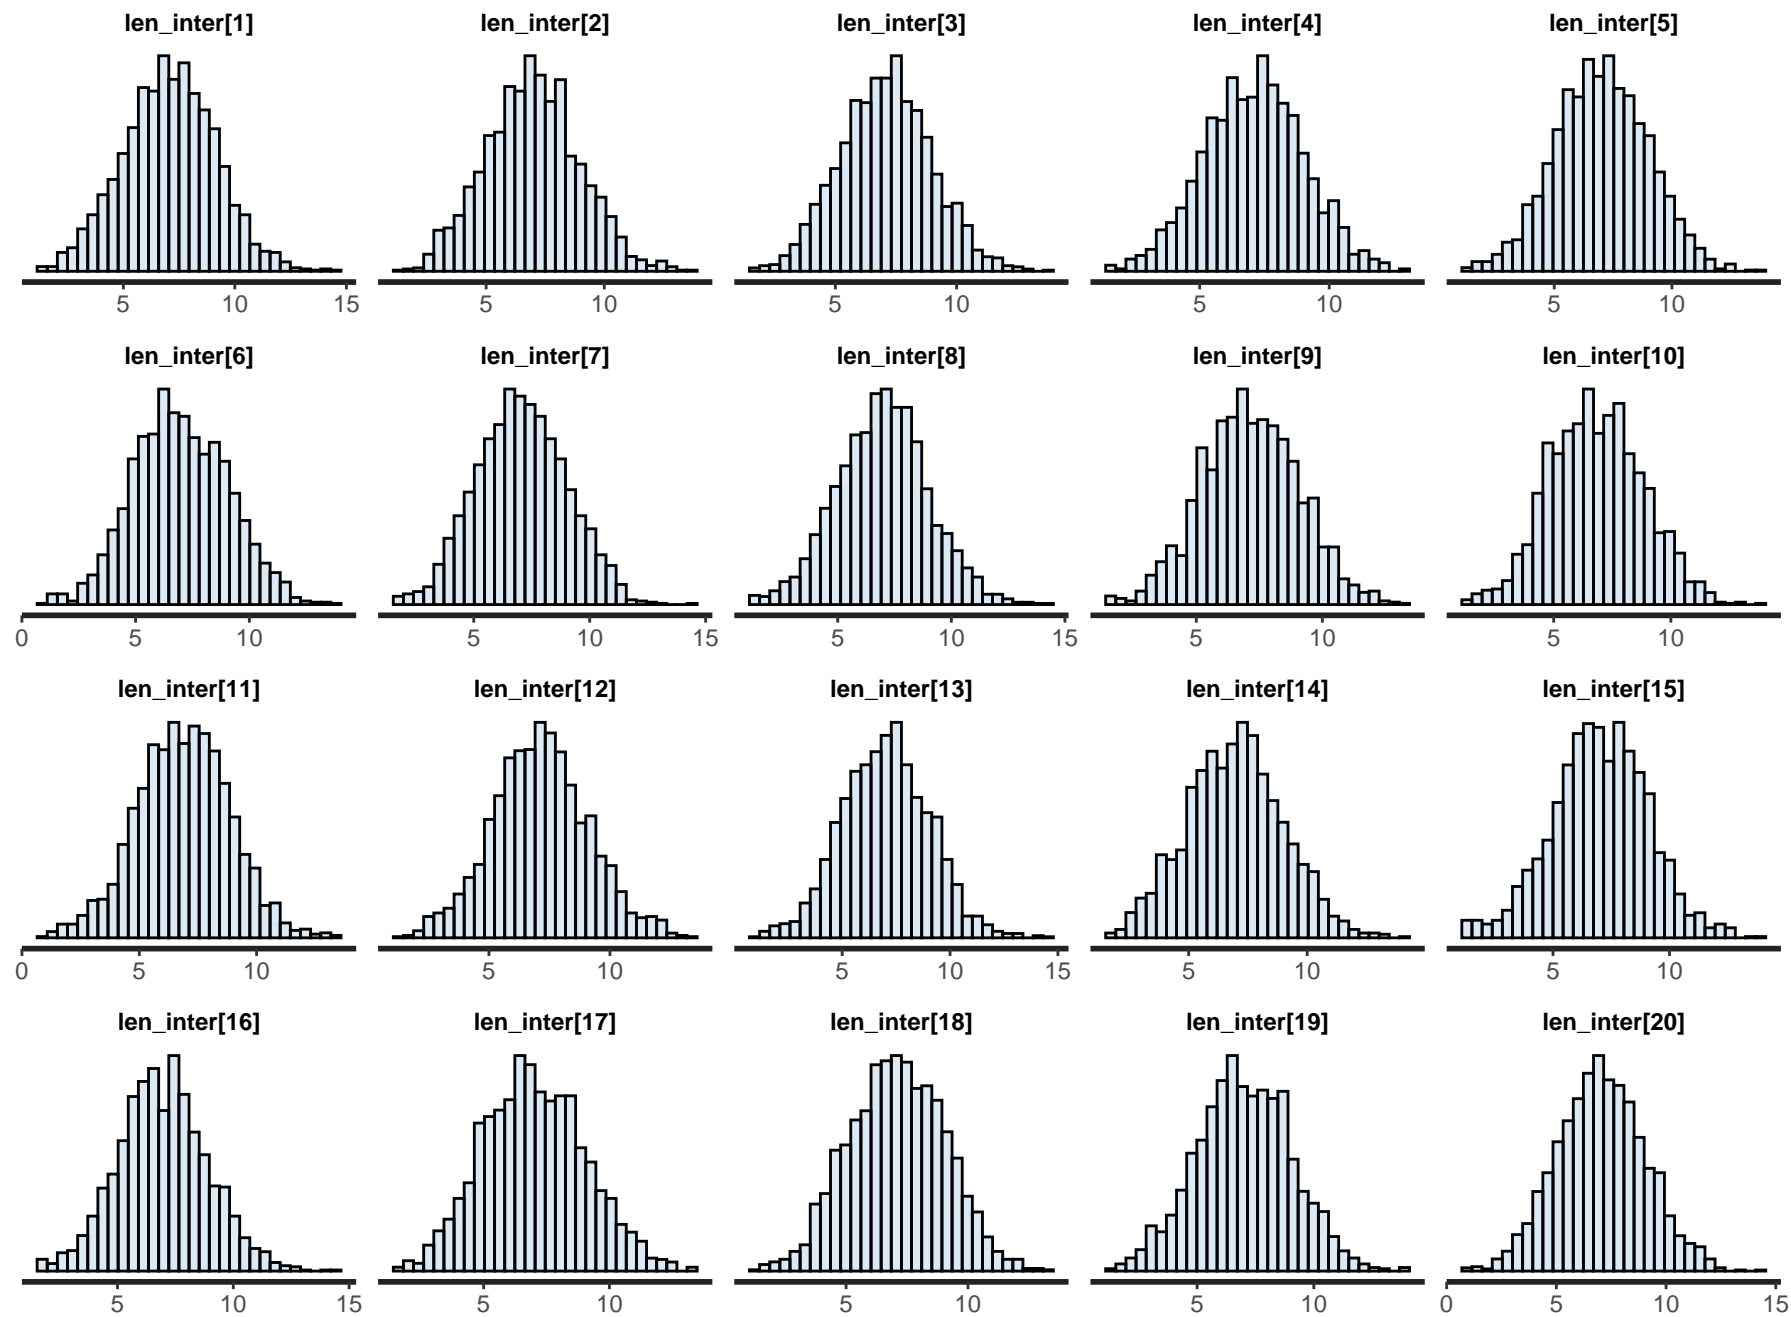 len_inter[1] len_inter[2] len_inter[3] len_inter[4] len_inter[5]
5 10 15 5 10 5 10 5 10 5 10
len_inter[6] len_inter[7] len_inter[8] len_inter[9] len_inter[10]
0 5 10 5 10 15 5 10 15 5 10 5 10
len_inter[11] len_inter[12] len_inter[13] len_inter[14] len_inter[15]
0 5 10 5 10 5 10 15 5 10 5 10
len_inter[16] len_inter[17] len_inter[18] len_inter[19] len_inter[20]
5 10 15 5 10 5 10 5 10 0 5 10 15